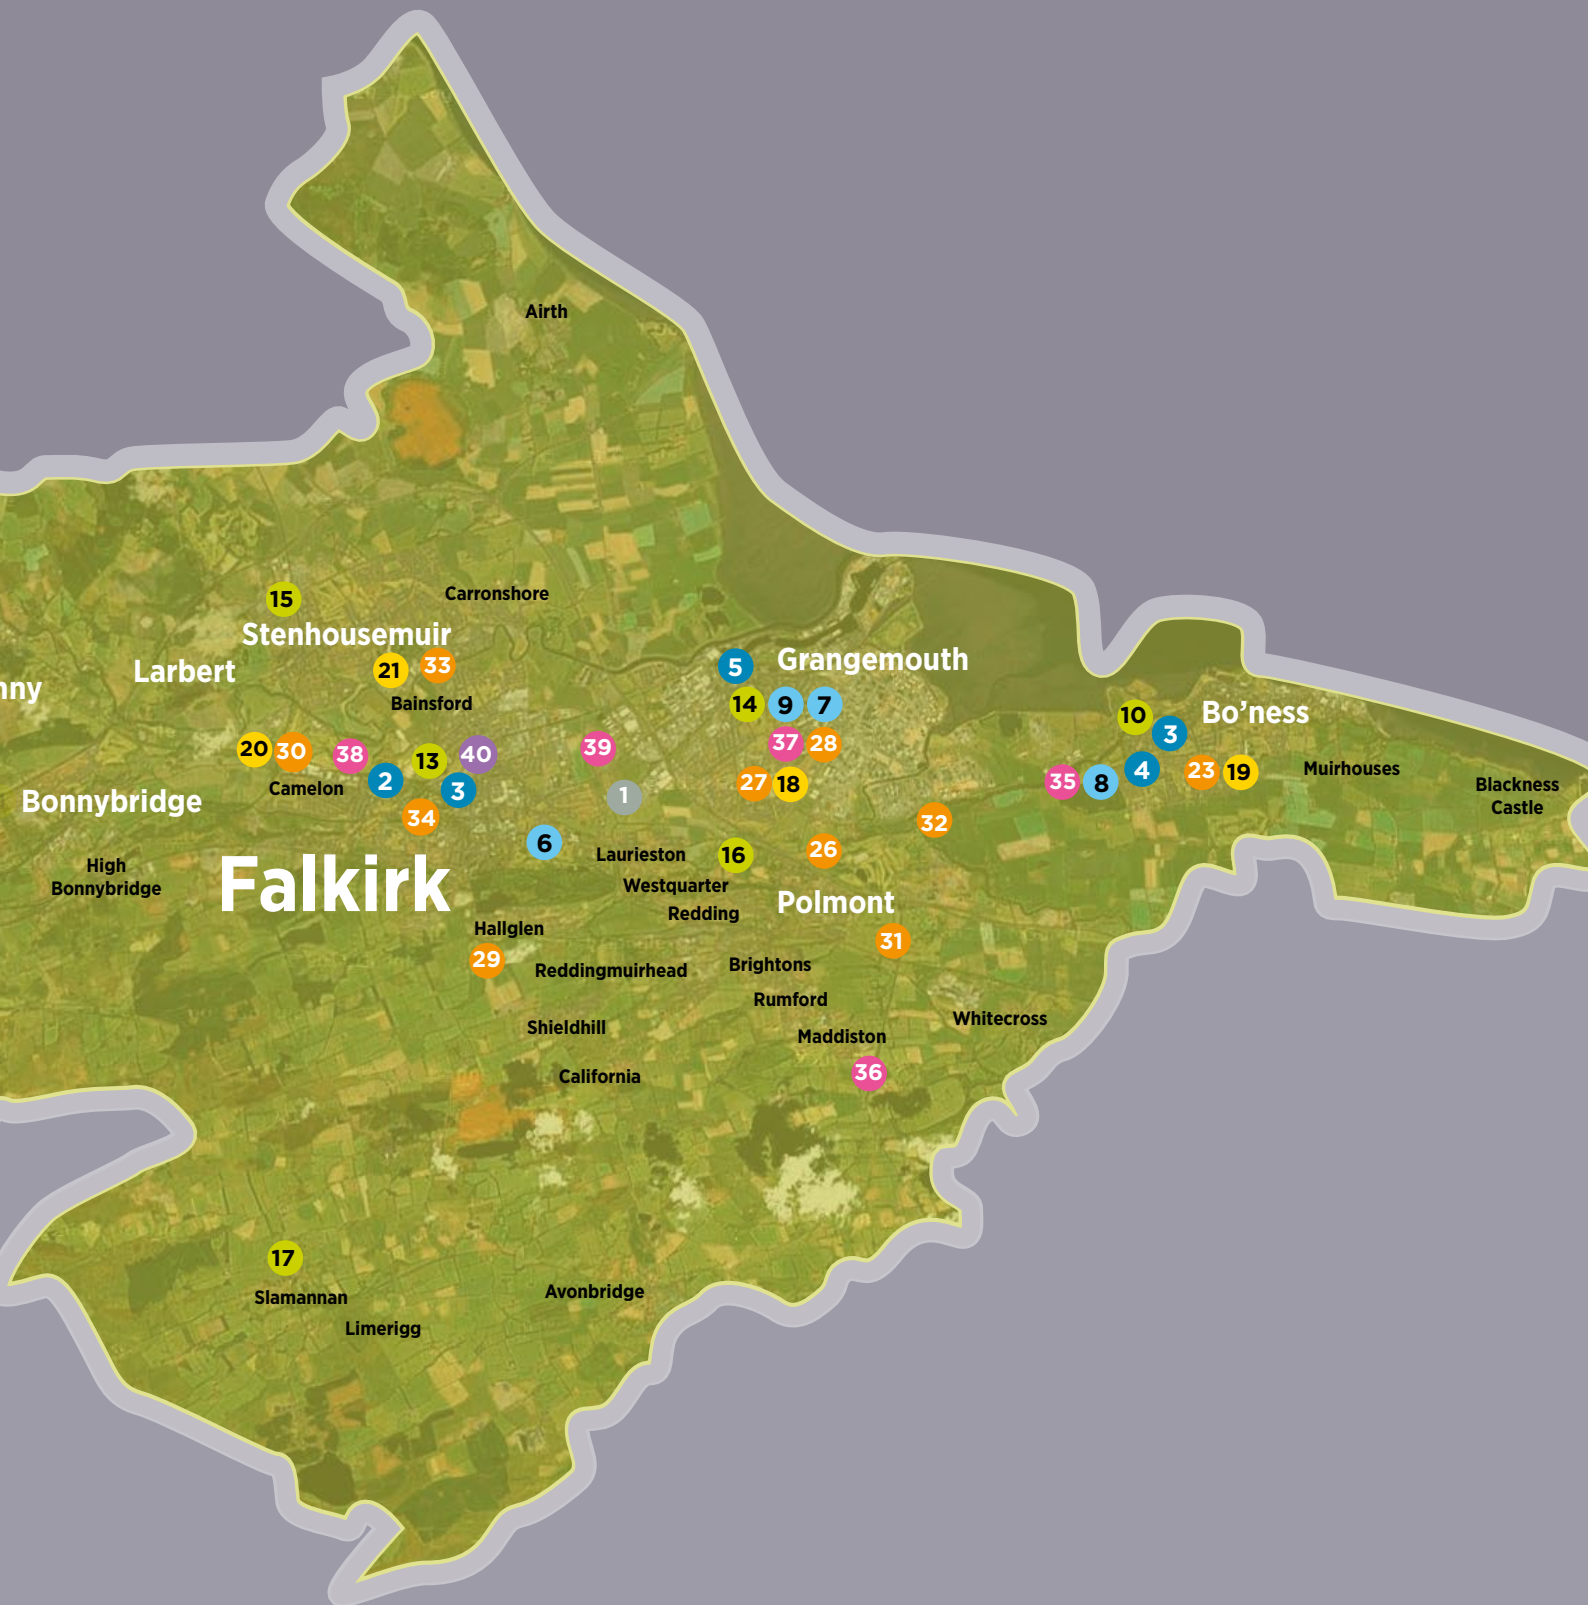 Airth
15
Carronshore
Stenhousemuir
Larbert
21
33
5
Grangemouth
nny
Bainsford
14
9
7
10
3
Bo’ness
20
30
38
13
40
39
37
28
Camelon
2
3
1
27
18
35
8
4
23
19
Muirhouses
Blackness
Castle
Bonnybridge
34
32
6
Laurieston
16
26
High
Bonnybridge
Falkirk
Westquarter
Redding
Polmont
Hallglen
29
31
Reddingmuirhead
Brightons
Rumford
Shieldhill
Maddiston
Whitecross
California
36
17
Slamannan
Avonbridge
Limerigg